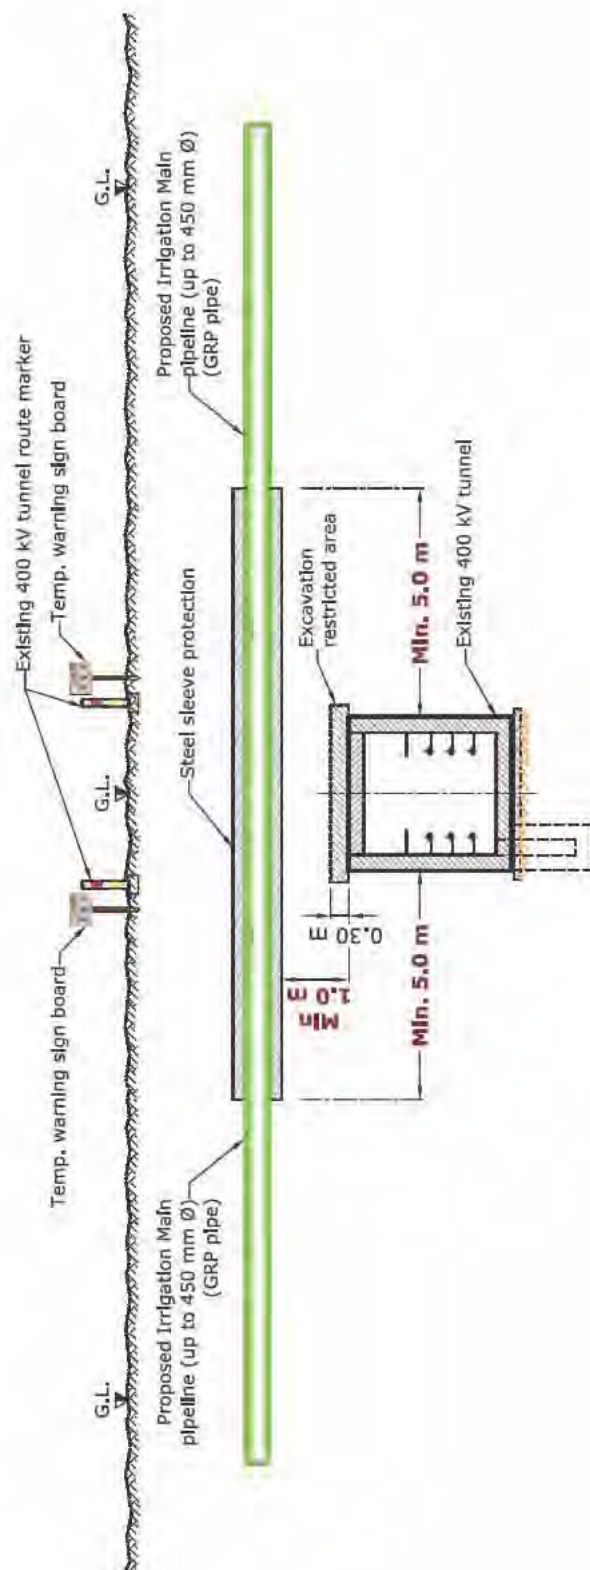 Existing 400 kV tunnel route marker
Temp. warning sign board
Temp. warning sign board
G.L.
G.L.
G.L.
Proposed Irrigation Main
pipeline (up to 450 mm Ø)
(GRP pipe)
Steel sleeve protection
Proposed Irrigation Main
pipeline (up to 450 mm Ø)
(GRP pipe)
Min
1.0 m
0.30 m
Excavation
restricted area
Min. 5.0 m
Min. 5.0 m
Existing 400 kV tunnel